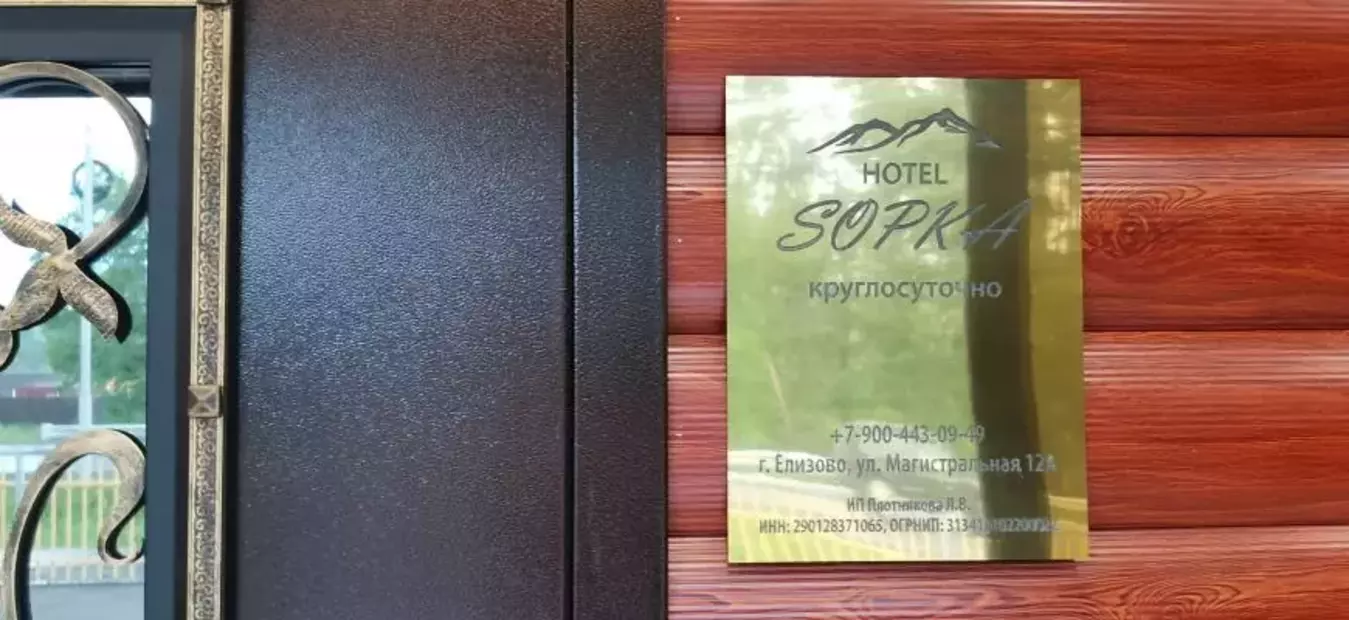 HOTEL
SOPKA
круглосуточно
+7-900-443-09-49
г. Елизово, ул. Магистральная, 12А
ИП Плотникова Л.В.
ИНН: 290128371065, ОГРНИП: